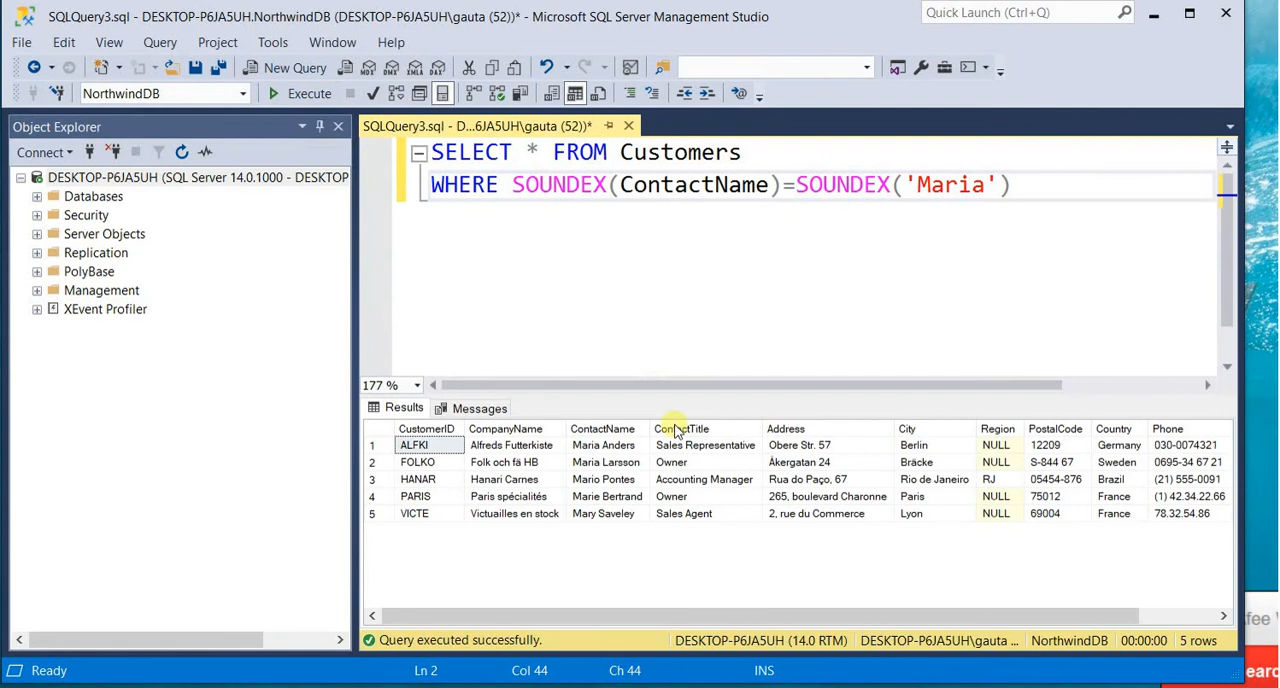 SQLQuery3.sql - DESKTOP-P6JA5UH.NorthwindDB (DESKTOP-P6JA5UH\gauta (52))* - Microsoft SQL Server Management Studio
Quick Launch (Ctrl+Q)
File Edit View Query Project Tools Window Help
New Query
NorthwindDB Execute
Object Explorer
SQLQuery3.sql - D...6JA5UH\gauta (52))*
Connect
DESKTOP-P6JA5UH (SQL Server 14.0.1000 - DESKTOP
Databases
Security
Server Objects
Replication
PolyBase
Management
XEvent Profiler
SELECT * FROM Customers
WHERE SOUNDEX(ContactName)=SOUNDEX('Maria')
177 %
Results Messages
CustomerID CompanyName ContactName ContactTitle Address City Region PostalCode Country Phone
1 ALFKI Alfreds Futterkiste Maria Anders Sales Representative Obere Str. 57 Berlin NULL 12209 Germany 030-0074321
2 FOLKO Folk och fä HB Maria Larsson Owner Åkergatan 24 Bräcke NULL S-844 67 Sweden 0695-34 67 21
3 HANAR Hanari Carnes Mario Pontes Accounting Manager Rua do Paço, 67 Rio de Janeiro RJ 05454-876 Brazil (21) 555-0091
4 PARIS Paris spécialités Marie Bertrand Owner 265, boulevard Charonne Paris NULL 75012 France (1) 42.34.22.66
5 VICTE Victuailles en stock Mary Saveley Sales Agent 2, rue du Commerce Lyon NULL 69004 France 78.32.54.86
Query executed successfully. DESKTOP-P6JA5UH (14.0 RTM) DESKTOP-P6JA5UH\gauta ... NorthwindDB 00:00:00 5 rows
Ready Ln 2 Col 44 Ch 44 INS